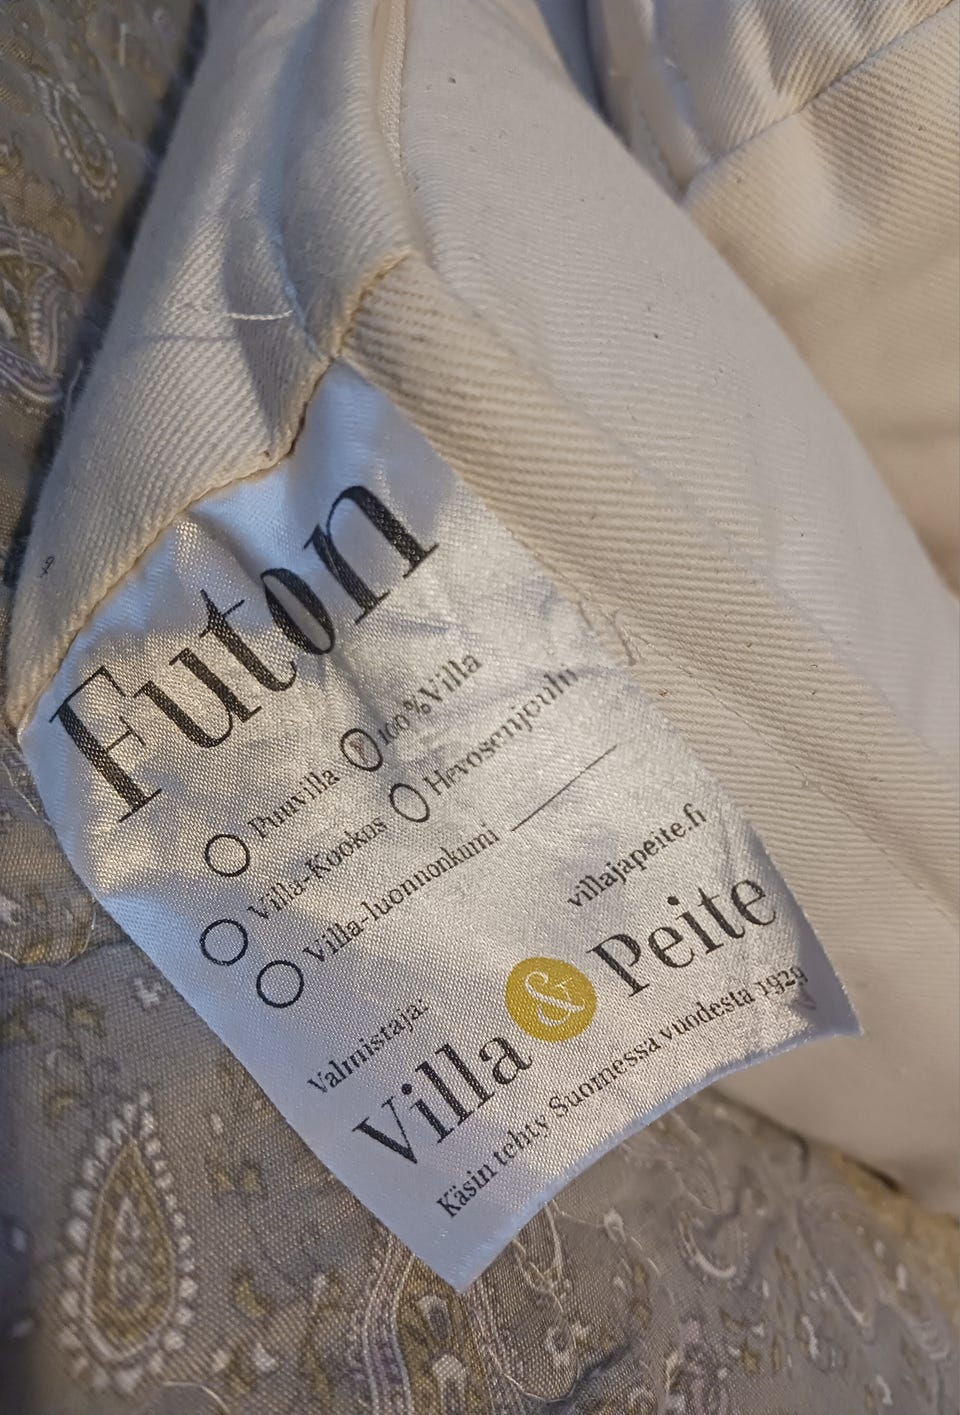 Futon
Puuvilla 100 % Villa
Villa-Kookos Hevosenjouhi
Villa-luonnonkumi
villajapeite.fi
Valmistaja:
Villa & Peite
Käsin tehty Suomessa vuodesta 1929